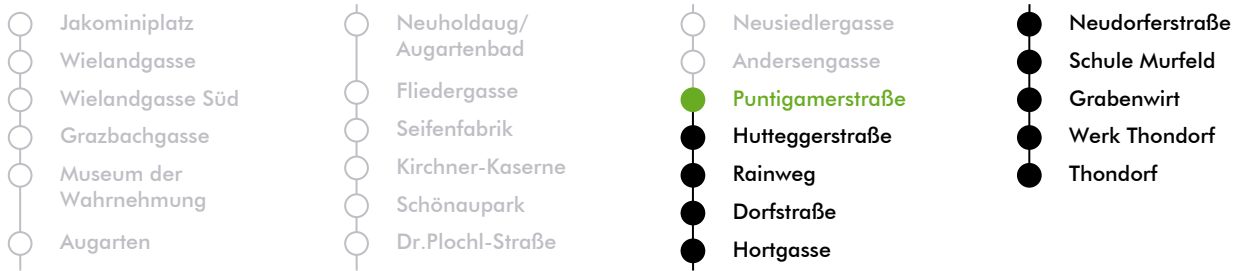 Jakominiplatz
Wielandgasse
Wielandgasse Süd
Grazbachgasse
Museum der
Wahrnehmung
Augarten
Neuholdaug/
Augartenbad
Fliedergasse
Seifenfabrik
Kirchner-Kaserne
Schönaupark
Dr.Plochl-Straße
Neusiedlergasse
Andersengasse
Puntigamerstraße
Hutteggerstraße
Rainweg
Dorfstraße
Hortgasse
Neudorferstraße
Schule Murfeld
Grabenwirt
Werk Thondorf
Thondorf